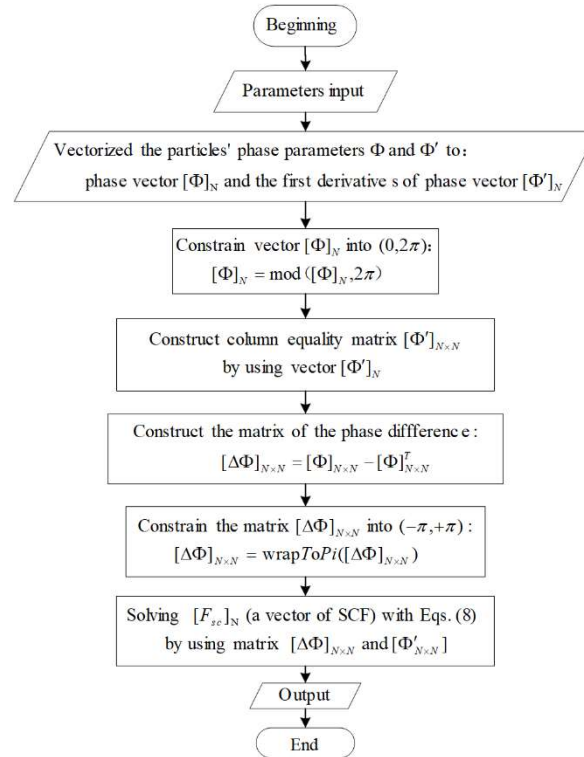 Beginning
Parameters input
Vectorized the particles' phase parameters Φ and Φ′ to:
phase vector [Φ]_N and the first derivative s of phase vector [Φ′]_N
Constrain vector [Φ]_N into (0,2π):
[Φ]_N = mod([Φ]_N,2π)
Construct column equality matrix [Φ′]_{N×N}
by using vector [Φ′]_N
Construct the matrix of the phase diffference:
[ΔΦ]_{N×N} = [Φ]_{N×N} − [Φ]^T_{N×N}
Constrain the matrix [ΔΦ]_{N×N} into (−π,+π):
[ΔΦ]_{N×N} = wrapToPi([ΔΦ]_{N×N})
Solving [F_{sc}]_N (a vector of SCF) with Eqs. (8)
by using matrix [ΔΦ]_{N×N} and [Φ′_{N×N}]
Output
End